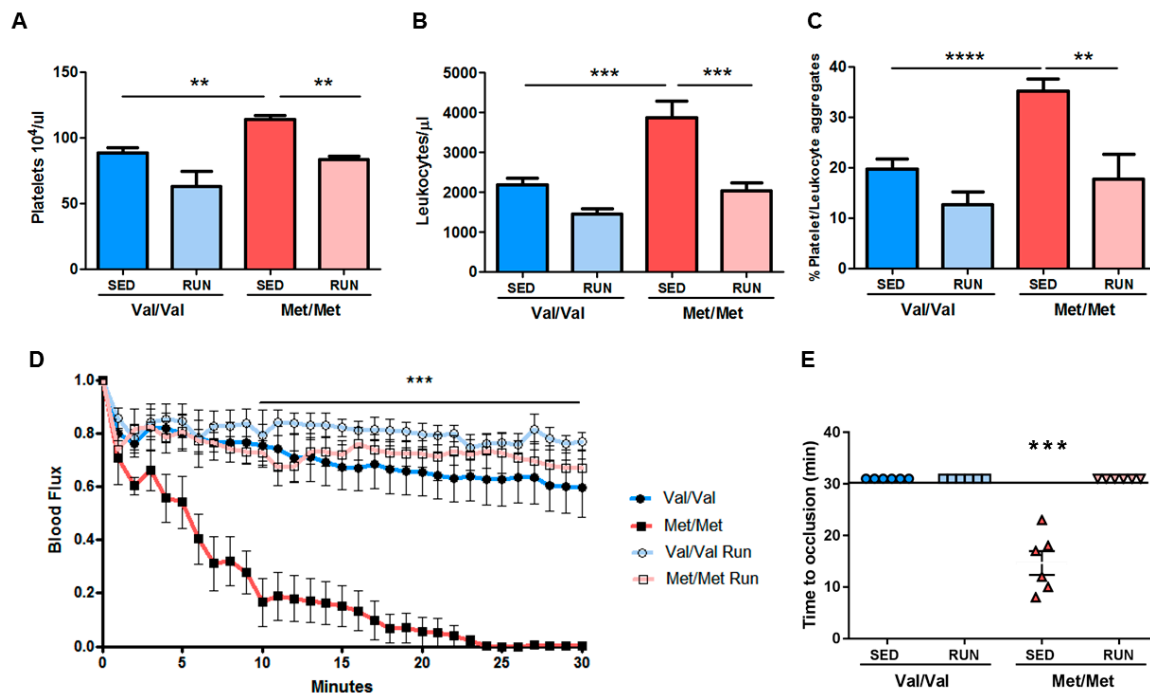 A
Platelets 10⁴/ul
150
100
50
0
**
**
SED RUN SED RUN
Val/Val Met/Met
B
Leukocytes/µl
5000
4000
3000
2000
1000
0
***
***
SED RUN SED RUN
Val/Val Met/Met
C
% Platelet/Leukocyte aggregates
40
30
20
10
0
****
**
SED RUN SED RUN
Val/Val Met/Met
D
Blood Flux
1.0
0.8
0.6
0.4
0.2
0.0
***
0 5 10 15 20 25 30
Minutes
Val/Val
Met/Met
Val/Val Run
Met/Met Run
E
Time to occlusion (min)
40
30
20
10
0
***
SED RUN SED RUN
Val/Val Met/Met